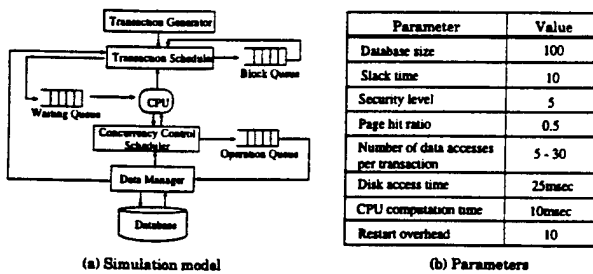 Transaction Generator
Transaction Scheduler
Block Queue
Waiting Queue
CPU
Concurrency Control
Scheduler
Operation Queue
Data Manager
Database
(a) Simulation model
Parameter Value
Database size 100
Slack time 10
Security level 5
Page hit ratio 0.5
Number of data accesses
per transaction 5 - 30
Disk access time 25msec
CPU computation time 10msec
Restart overhead 10
(b) Parameters